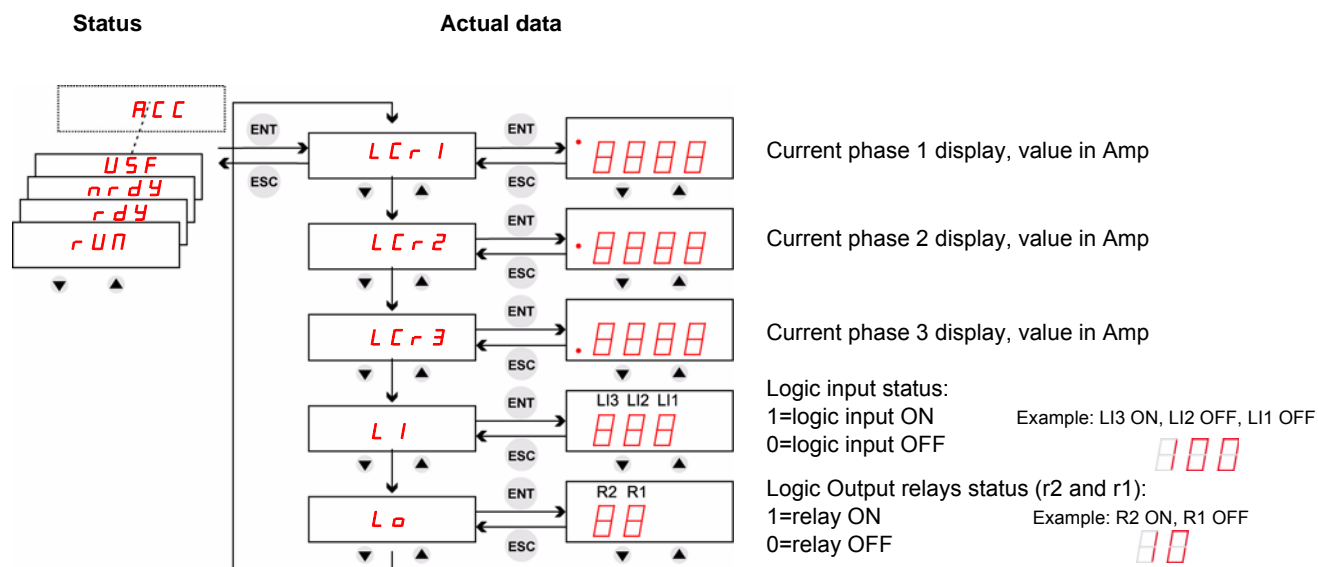 Status Actual data
ACC
ENT ENT
LCr1 8888 Current phase 1 display, value in Amp
USF
ESC ESC
nrdY
rdY
ENT
rUn LCr2 8888 Current phase 2 display, value in Amp
ESC
ENT
LCr3 8888 Current phase 3 display, value in Amp
ESC
Logic input status:
ENT LI3 LI2 LI1
LI 888 1=logic input ON Example: LI3 ON, LI2 OFF, LI1 OFF
ESC 0=logic input OFF 100
Logic Output relays status (r2 and r1):
ENT R2 R1
Lo 88 1=relay ON Example: R2 ON, R1 OFF
ESC 0=relay OFF 10